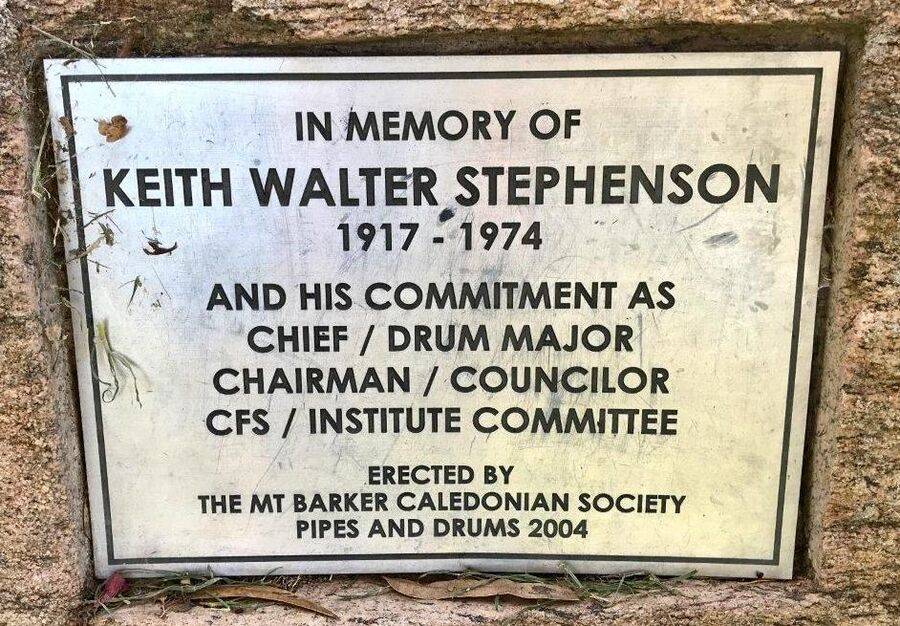 IN MEMORY OF
KEITH WALTER STEPHENSON
1917 - 1974
AND HIS COMMITMENT AS
CHIEF / DRUM MAJOR
CHAIRMAN / COUNCILOR
CFS / INSTITUTE COMMITTEE
ERECTED BY
THE MT BARKER CALEDONIAN SOCIETY
PIPES AND DRUMS 2004